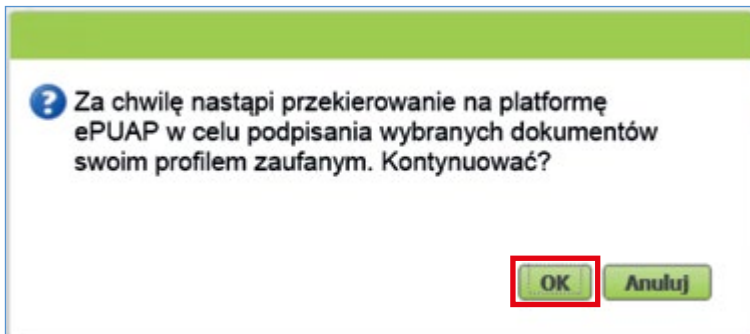 Za chwilę nastąpi przekierowanie na platformę
ePUAP w celu podpisania wybranych dokumentów
swoim profilem zaufanym. Kontynuować?
OK Anuluj